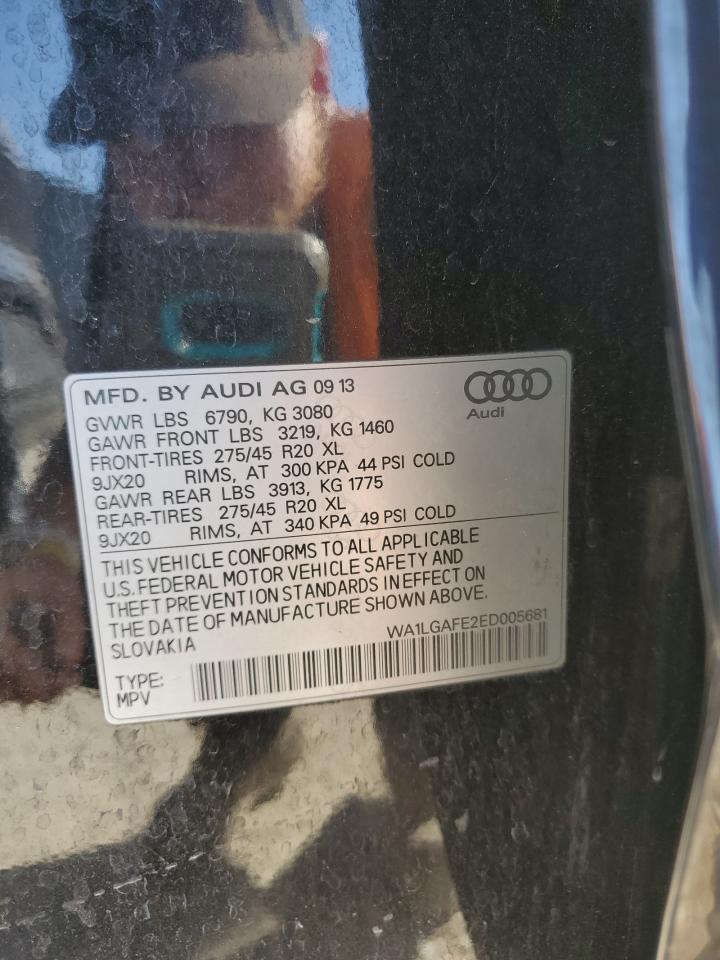 MFD. BY AUDI AG 09 13
Audi
GVWR LBS 6790, KG 3080
GAWR FRONT LBS 3219, KG 1460
FRONT-TIRES 275/45 R20 XL
9JX20 RIMS, AT 300 KPA 44 PSI COLD
GAWR REAR LBS 3913, KG 1775
REAR-TIRES 275/45 R20 XL
9JX20 RIMS, AT 340 KPA 49 PSI COLD
THIS VEHICLE CONFORMS TO ALL APPLICABLE
U.S. FEDERAL MOTOR VEHICLE SAFETY AND
THEFT PREVENTION STANDARDS IN EFFECT ON
THE DATE OF MANUFACTURE SHOWN ABOVE.
SLOVAKIA
WA1LGAFE2ED005681
TYPE:
MPV